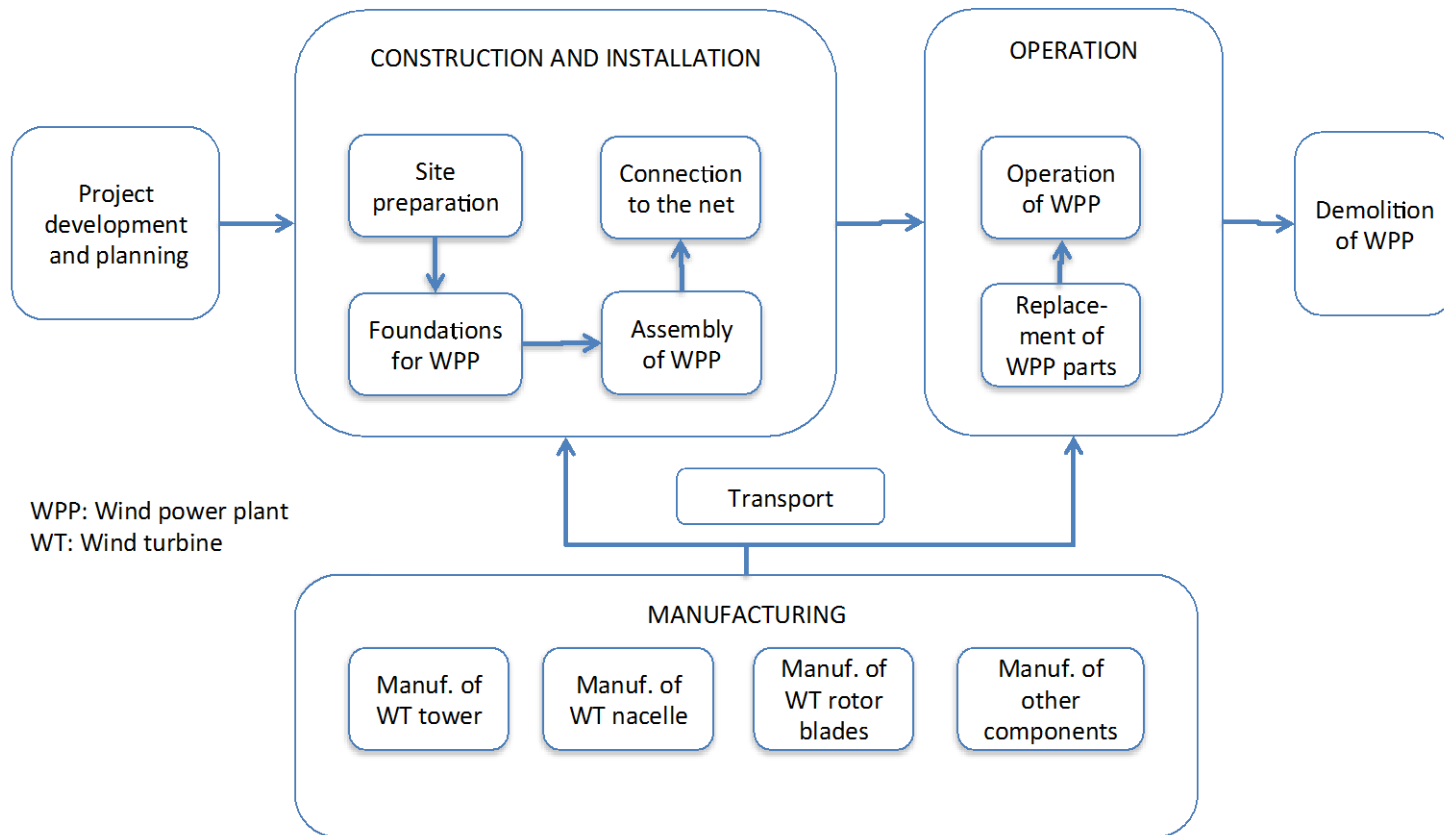 CONSTRUCTION AND INSTALLATION
OPERATION
Project
development
and planning
Site
preparation
Connection
to the net
Foundations
for WPP
Assembly
of WPP
Operation
of WPP
Replace-
ment of
WPP parts
Demolition
of WPP
Transport
WPP: Wind power plant
WT: Wind turbine
MANUFACTURING
Manuf. of
WT tower
Manuf. of
WT nacelle
Manuf. of
WT rotor
blades
Manuf. of
other
components